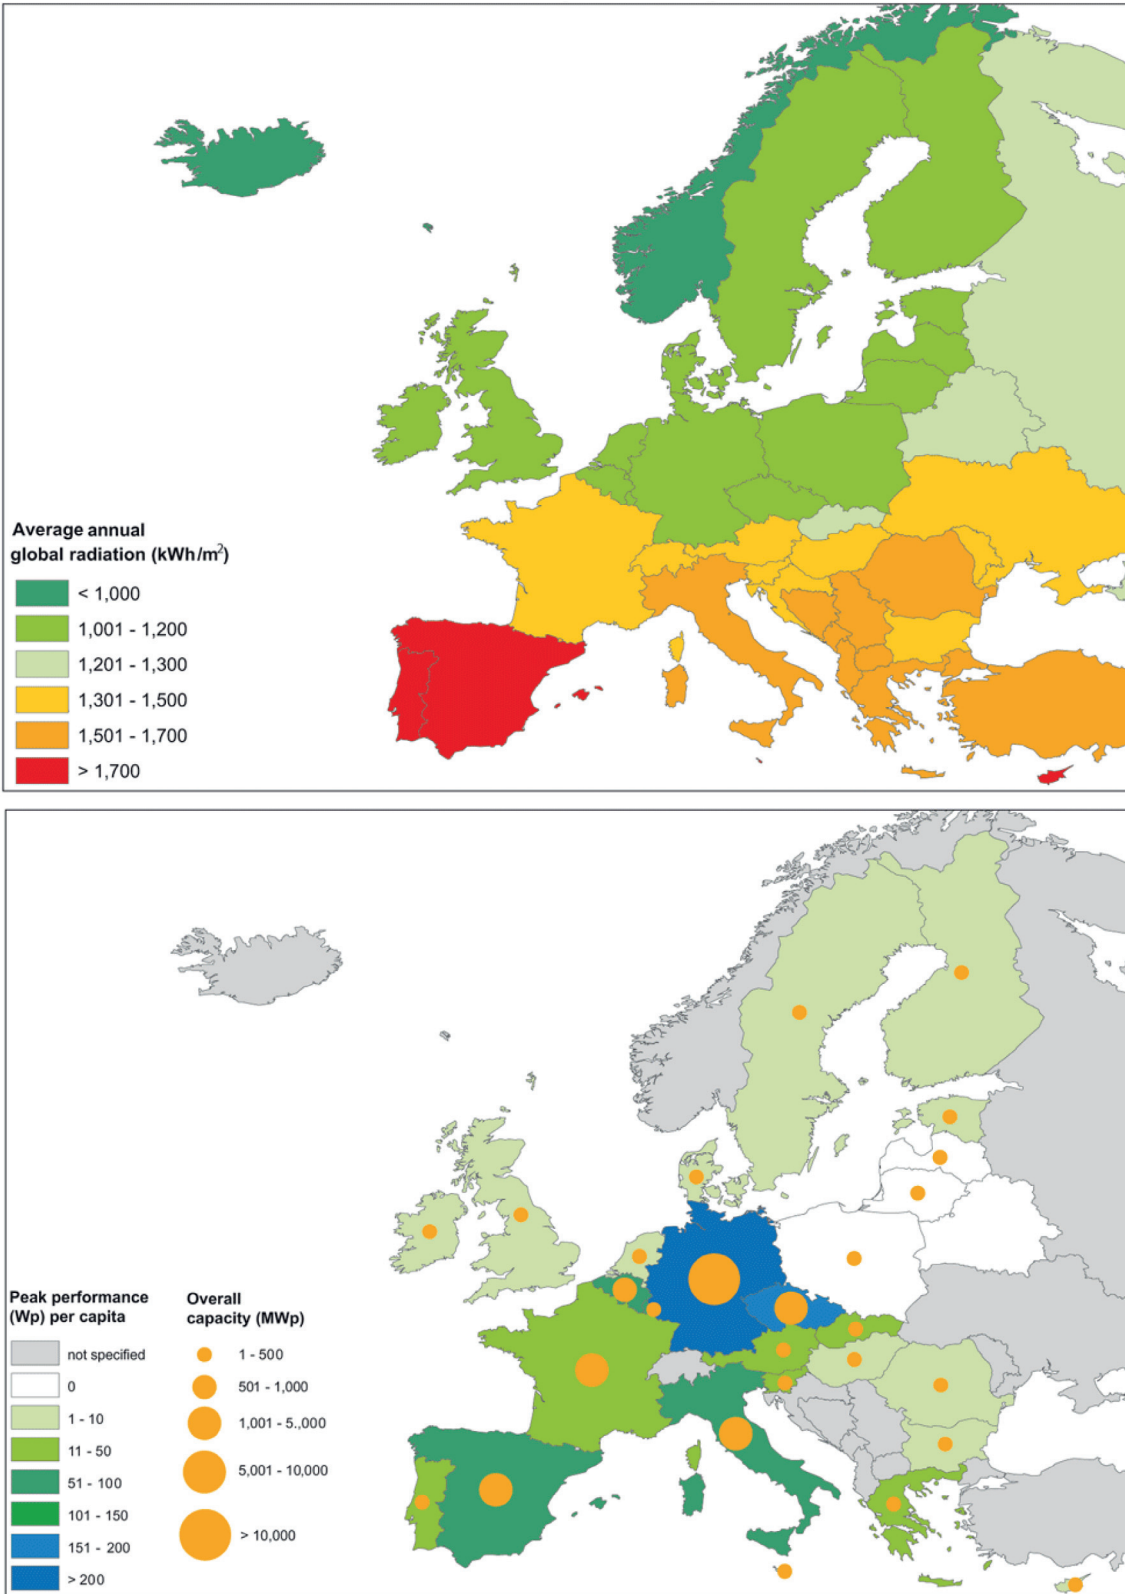 Average annual
global radiation (kWh/m²)
< 1,000
1,001 - 1,200
1,201 - 1,300
1,301 - 1,500
1,501 - 1,700
> 1,700
Peak performance
(Wp) per capita
not specified
0
1 - 10
11 - 50
51 - 100
101 - 150
151 - 200
> 200
Overall
capacity (MWp)
1 - 500
501 - 1,000
1,001 - 5.,000
5,001 - 10,000
> 10,000